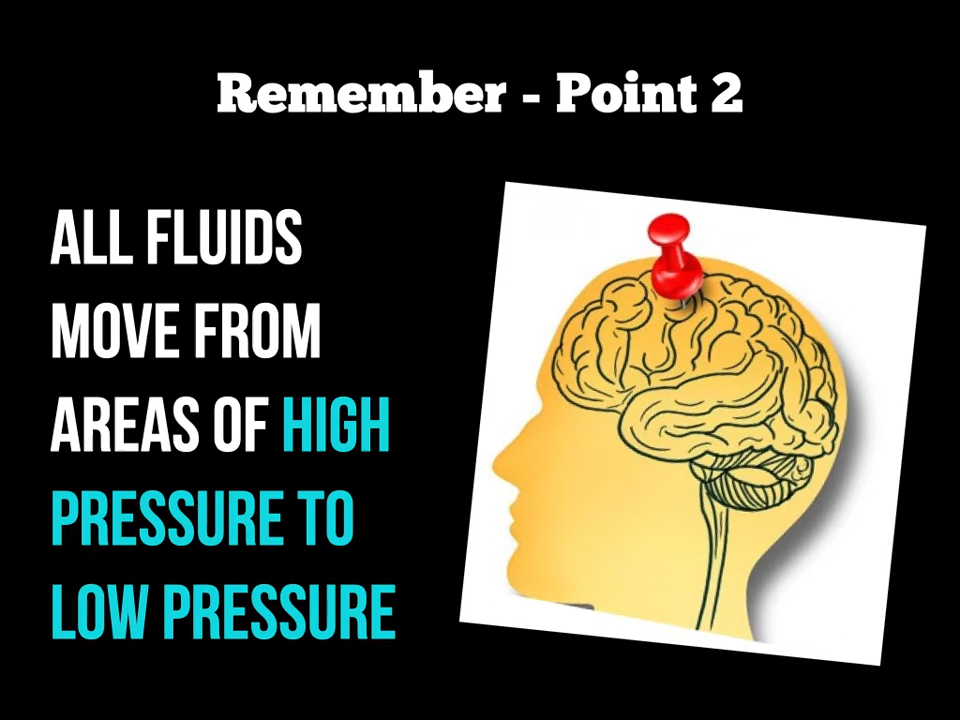 Remember - Point 2
ALL FLUIDS
MOVE FROM
AREAS OF HIGH
PRESSURE TO
LOW PRESSURE